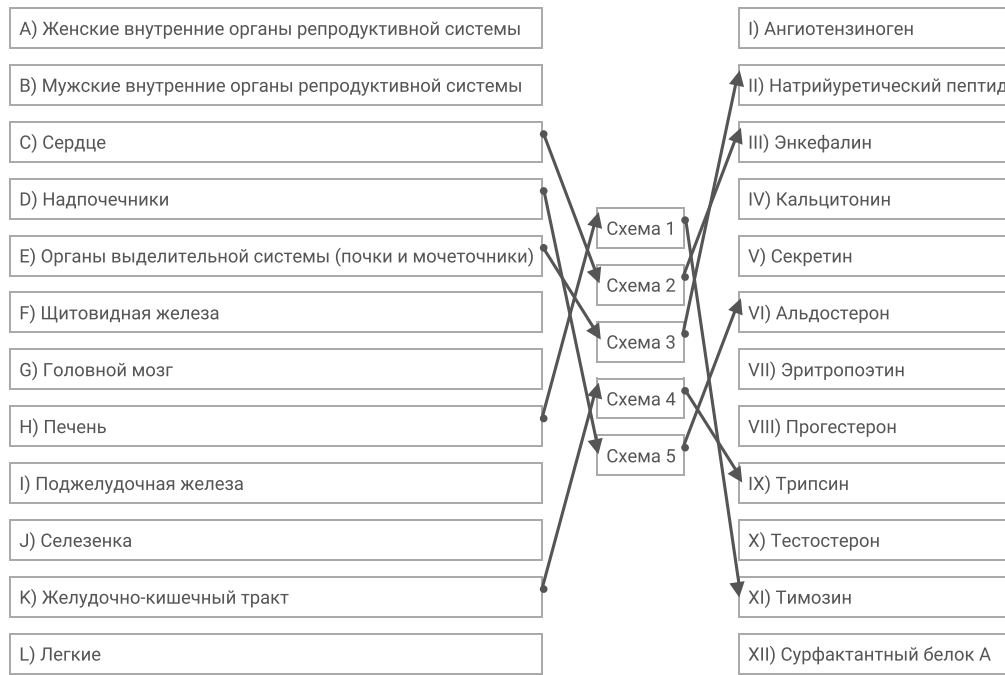 A) Женские внутренние органы репродуктивной системы
B) Мужские внутренние органы репродуктивной системы
C) Сердце
D) Надпочечники
E) Органы выделительной системы (почки и мочеточники)
F) Щитовидная железа
G) Головной мозг
H) Печень
I) Поджелудочная железа
J) Селезенка
K) Желудочно-кишечный тракт
L) Легкие
Схема 1
Схема 2
Схема 3
Схема 4
Схема 5
I) Ангиотензиноген
II) Натрийуретический пептид
III) Энкефалин
IV) Кальцитонин
V) Секретин
VI) Альдостерон
VII) Эритропоэтин
VIII) Прогестерон
IX) Трипсин
X) Тестостерон
XI) Тимозин
XII) Сурфактантный белок А